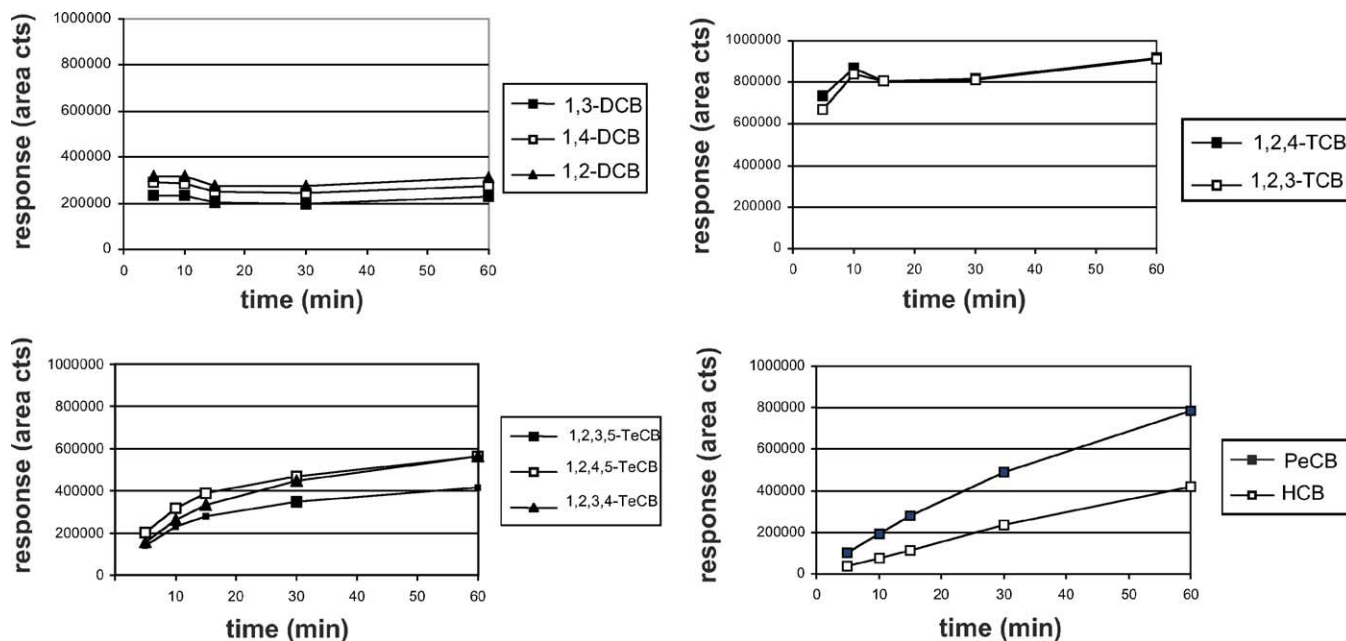 response (area cts)
1000000
800000
600000
400000
200000
0
0 10 20 30 40 50 60
time (min)
1,3-DCB
1,4-DCB
1,2-DCB
response (area cts)
1000000
800000
600000
400000
200000
0
0 10 20 30 40 50 60
time (min)
1,2,4-TCB
1,2,3-TCB
response (area cts)
1000000
800000
600000
400000
200000
0
10 20 30 40 50 60
time (min)
1,2,3,5-TeCB
1,2,4,5-TeCB
1,2,3,4-TeCB
response (area cts)
1000000
800000
600000
400000
200000
0
0 10 20 30 40 50 60
time (min)
PeCB
HCB